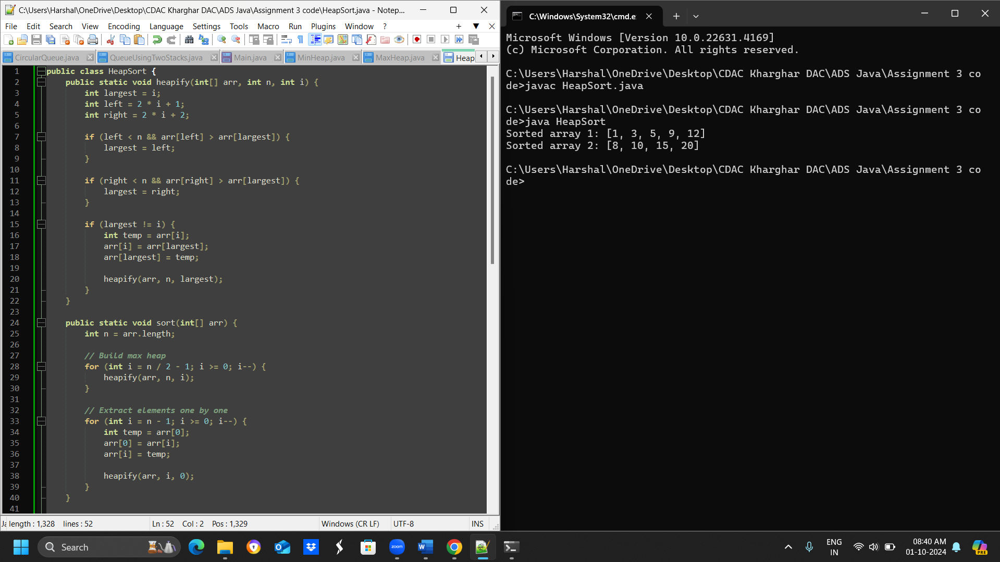 C:\Users\Harshal\OneDrive\Desktop\CDAC Kharghar DAC\ADS Java\Assignment 3 code\HeapSort.java - Notep...
File Edit Search View Encoding Language Settings Tools Macro Run Plugins Window ?
CircularQueue.java QueueUsingTwoStacks.java Main.java MinHeap.java MaxHeap.java Heap
1 public class HeapSort {
2     public static void heapify(int[] arr, int n, int i) {
3         int largest = i;
4         int left = 2 * i + 1;
5         int right = 2 * i + 2;
6
7         if (left < n && arr[left] > arr[largest]) {
8             largest = left;
9         }
10
11         if (right < n && arr[right] > arr[largest]) {
12             largest = right;
13         }
14
15         if (largest != i) {
16             int temp = arr[i];
17             arr[i] = arr[largest];
18             arr[largest] = temp;
19
20             heapify(arr, n, largest);
21         }
22     }
23
24     public static void sort(int[] arr) {
25         int n = arr.length;
26
27         // Build max heap
28         for (int i = n / 2 - 1; i >= 0; i--) {
29             heapify(arr, n, i);
30         }
31
32         // Extract elements one by one
33         for (int i = n - 1; i >= 0; i--) {
34             int temp = arr[0];
35             arr[0] = arr[i];
36             arr[i] = temp;
37
38             heapify(arr, i, 0);
39         }
40     }
41
Ja length : 1,328 lines : 52 Ln : 52 Col : 2 Pos : 1,329 Windows (CR LF) UTF-8 INS
C:\Windows\System32\cmd.e
Microsoft Windows [Version 10.0.22631.4169]
(c) Microsoft Corporation. All rights reserved.
C:\Users\Harshal\OneDrive\Desktop\CDAC Kharghar DAC\ADS Java\Assignment 3 co
de>javac HeapSort.java
C:\Users\Harshal\OneDrive\Desktop\CDAC Kharghar DAC\ADS Java\Assignment 3 co
de>java HeapSort
Sorted array 1: [1, 3, 5, 9, 12]
Sorted array 2: [8, 10, 15, 20]
C:\Users\Harshal\OneDrive\Desktop\CDAC Kharghar DAC\ADS Java\Assignment 3 co
de>
Search
zoom
ENG
IN
08:40 AM
01-10-2024
PRE